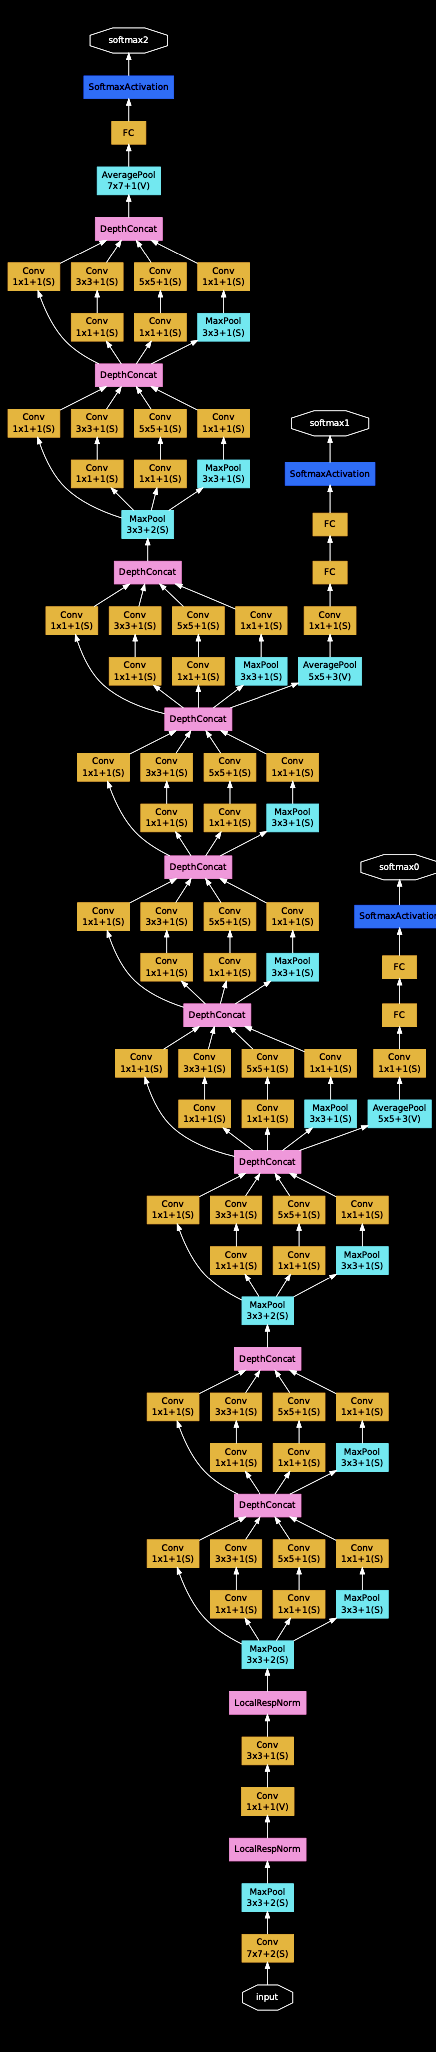 softmax2
SoftmaxActivation
FC
AveragePool
7x7+1(V)
DepthConcat
Conv
1x1+1(S)
Conv
3x3+1(S)
Conv
5x5+1(S)
Conv
1x1+1(S)
Conv
1x1+1(S)
Conv
1x1+1(S)
MaxPool
3x3+1(S)
DepthConcat
Conv
1x1+1(S)
Conv
3x3+1(S)
Conv
5x5+1(S)
Conv
1x1+1(S)
softmax1
Conv
1x1+1(S)
Conv
1x1+1(S)
MaxPool
3x3+1(S)
SoftmaxActivation
MaxPool
3x3+2(S)
FC
DepthConcat
FC
Conv
1x1+1(S)
Conv
3x3+1(S)
Conv
5x5+1(S)
Conv
1x1+1(S)
Conv
1x1+1(S)
Conv
1x1+1(S)
Conv
1x1+1(S)
MaxPool
3x3+1(S)
AveragePool
5x5+3(V)
DepthConcat
Conv
1x1+1(S)
Conv
3x3+1(S)
Conv
5x5+1(S)
Conv
1x1+1(S)
Conv
1x1+1(S)
Conv
1x1+1(S)
MaxPool
3x3+1(S)
DepthConcat
softmax0
Conv
1x1+1(S)
Conv
3x3+1(S)
Conv
5x5+1(S)
Conv
1x1+1(S)
SoftmaxActivation
Conv
1x1+1(S)
Conv
1x1+1(S)
MaxPool
3x3+1(S)
FC
DepthConcat
FC
Conv
1x1+1(S)
Conv
3x3+1(S)
Conv
5x5+1(S)
Conv
1x1+1(S)
Conv
1x1+1(S)
Conv
1x1+1(S)
Conv
1x1+1(S)
MaxPool
3x3+1(S)
AveragePool
5x5+3(V)
DepthConcat
Conv
1x1+1(S)
Conv
3x3+1(S)
Conv
5x5+1(S)
Conv
1x1+1(S)
Conv
1x1+1(S)
Conv
1x1+1(S)
MaxPool
3x3+1(S)
MaxPool
3x3+2(S)
DepthConcat
Conv
1x1+1(S)
Conv
3x3+1(S)
Conv
5x5+1(S)
Conv
1x1+1(S)
Conv
1x1+1(S)
Conv
1x1+1(S)
MaxPool
3x3+1(S)
DepthConcat
Conv
1x1+1(S)
Conv
3x3+1(S)
Conv
5x5+1(S)
Conv
1x1+1(S)
Conv
1x1+1(S)
Conv
1x1+1(S)
MaxPool
3x3+1(S)
MaxPool
3x3+2(S)
LocalRespNorm
Conv
3x3+1(S)
Conv
1x1+1(V)
LocalRespNorm
MaxPool
3x3+2(S)
Conv
7x7+2(S)
input